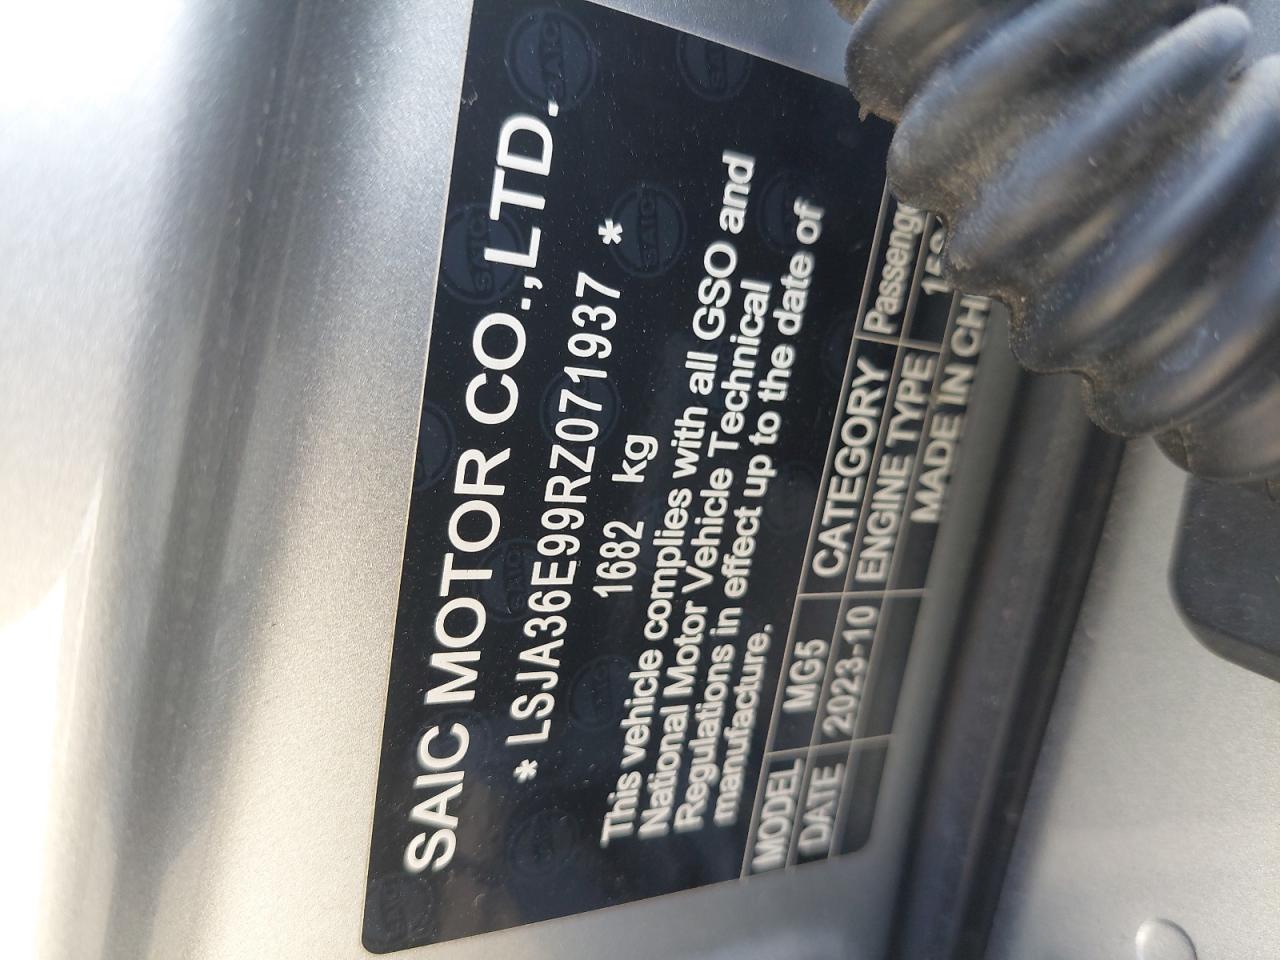 SAIC MOTOR CO.,LTD.
* LSJA36E99RZ071937 *
1682 kg
This vehicle complies with all GSO and
National Motor Vehicle Technical
Regulations in effect up to the date of
manufacture.
MODEL MG5 CATEGORY
DATE 2023-10 ENGINE TYPE
MADE IN